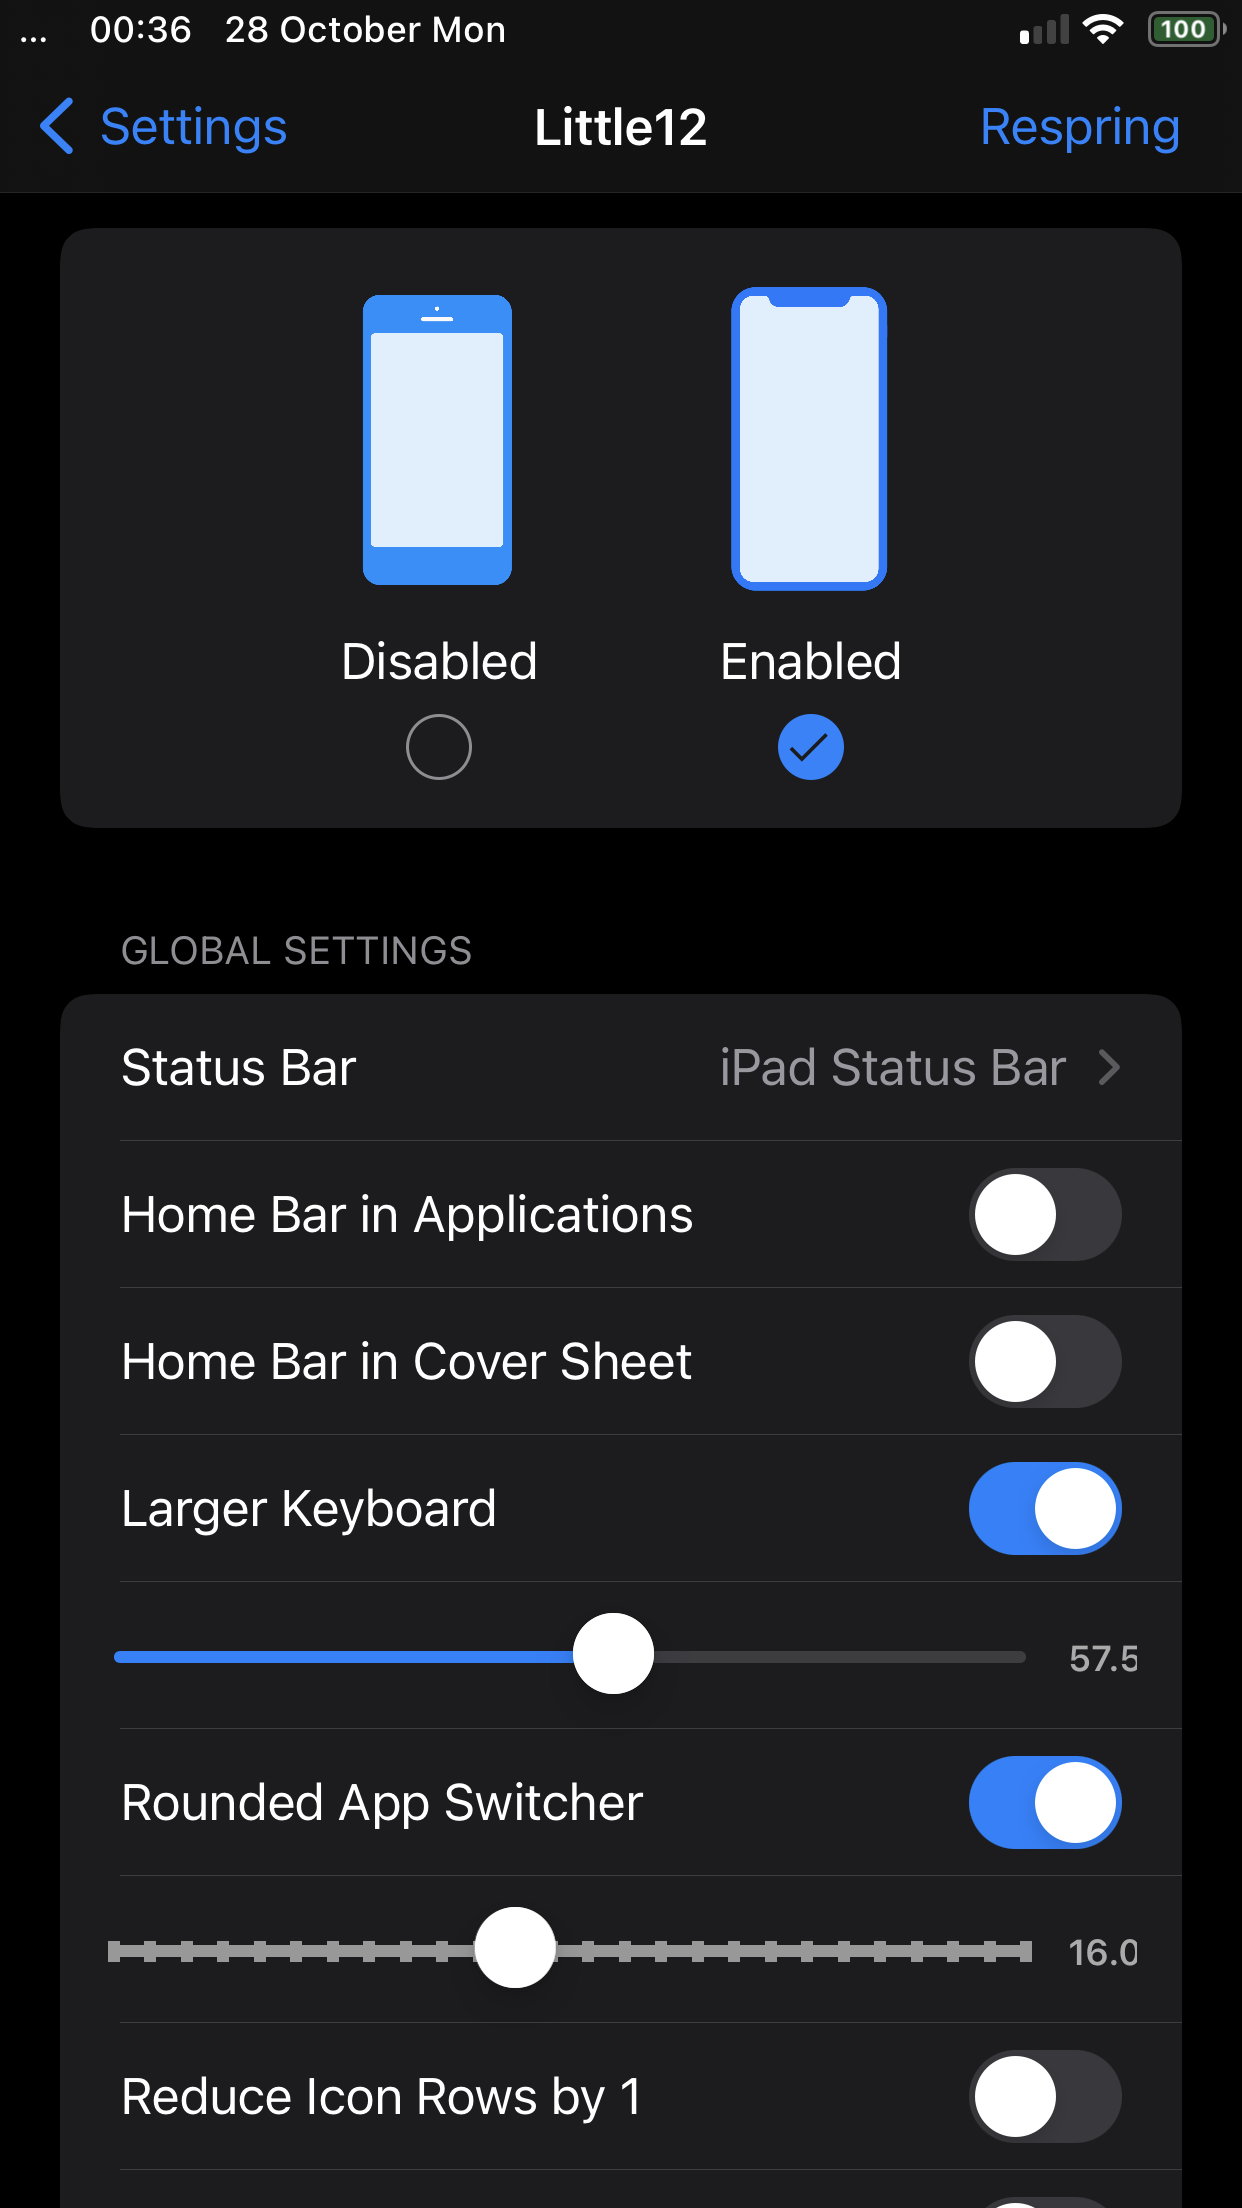 ... 00:36 28 October Mon 100
Settings Little12 Respring
Disabled Enabled
GLOBAL SETTINGS
Status Bar iPad Status Bar
Home Bar in Applications
Home Bar in Cover Sheet
Larger Keyboard
57.5
Rounded App Switcher
16.0
Reduce Icon Rows by 1